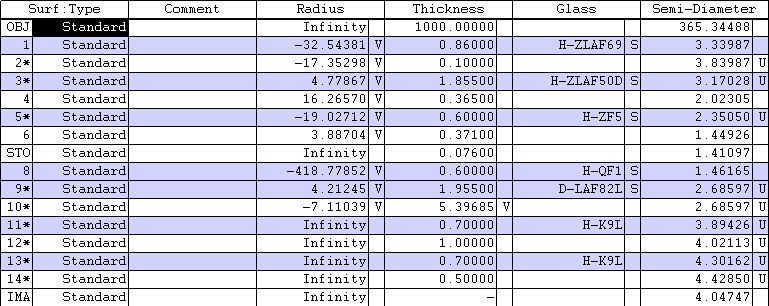 Surf:Type Comment Radius Thickness Glass Semi-Diameter
OBJ Standard Infinity 1000.00000 365.34488
1 Standard -32.54381 V 0.86000 H-ZLAF69 S 3.33987
2* Standard -17.35298 V 0.10000 3.83987 U
3* Standard 4.77867 V 1.85500 H-ZLAF50D S 3.17028 U
4 Standard 16.26570 V 0.36500 2.02305
5* Standard -19.02712 V 0.60000 H-ZF5 S 2.35050 U
6 Standard 3.88704 V 0.37100 1.44926
STO Standard Infinity 0.07600 1.41097
8 Standard -418.77852 V 0.60000 H-QF1 S 1.46165
9* Standard 4.21245 V 1.95500 D-LAF82L S 2.68597 U
10* Standard -7.11039 V 5.39685 V 2.68597 U
11* Standard Infinity 0.70000 H-K9L 3.89426 U
12* Standard Infinity 1.00000 4.02113 U
13* Standard Infinity 0.70000 H-K9L 4.30162 U
14* Standard Infinity 0.50000 4.42850 U
IMA Standard Infinity - 4.04747